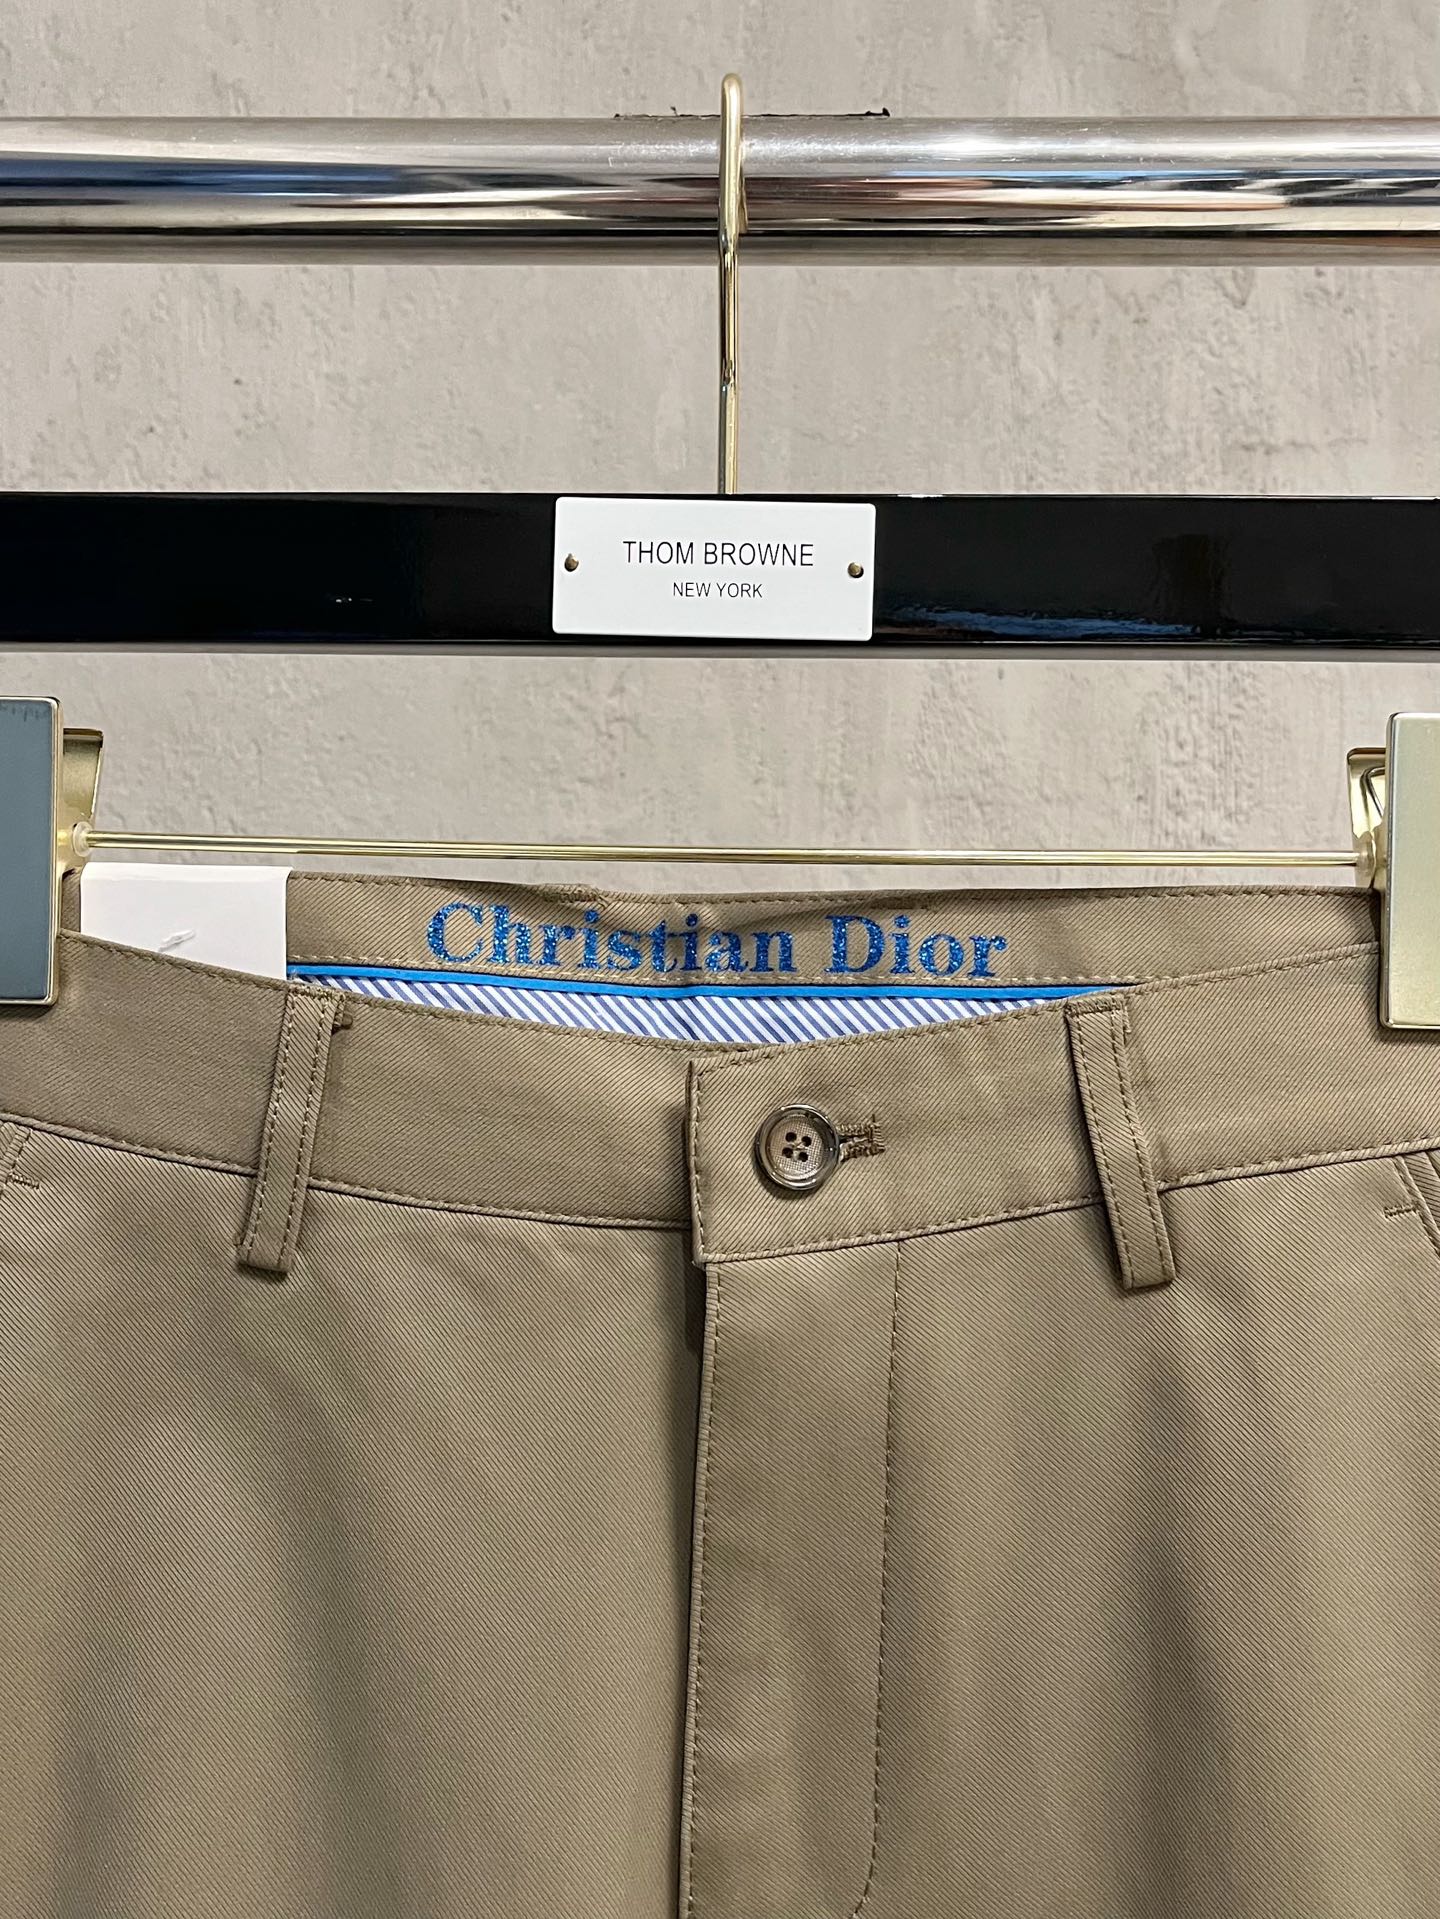 THOM BROWNE
NEW YORK
Christian Dior